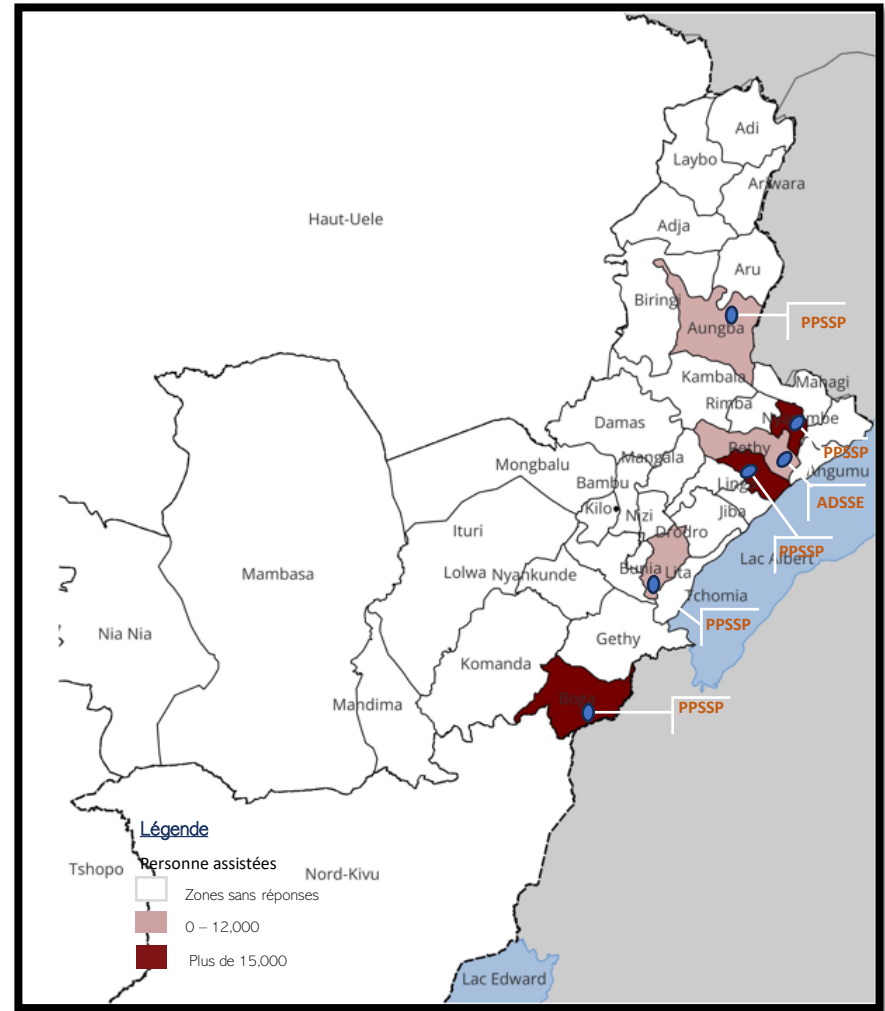 Adi
Laybo
Ariwara
Haut-Uele
Adja
Aru
Biringi
Aungba
PPSSP
Kambala
Mahagi
Rimba
Damas
Rethy
PPSSP
Angumu
Mangala
Mongbalu
Bambu
ADSSE
Kilo
Nizi
Jiba
Ituri
Drodro
PPSSP
Lac Albert
Lolwa
Nyankunde
Bunia
Lita
Mambasa
Tchomia
PPSSP
Nia Nia
Gethy
Komanda
Boga
Mandima
PPSSP
Légende
Personne assistées
Tshopo
Nord-Kivu
Zones sans réponses
0 – 12,000
Plus de 15,000
Lac Edward